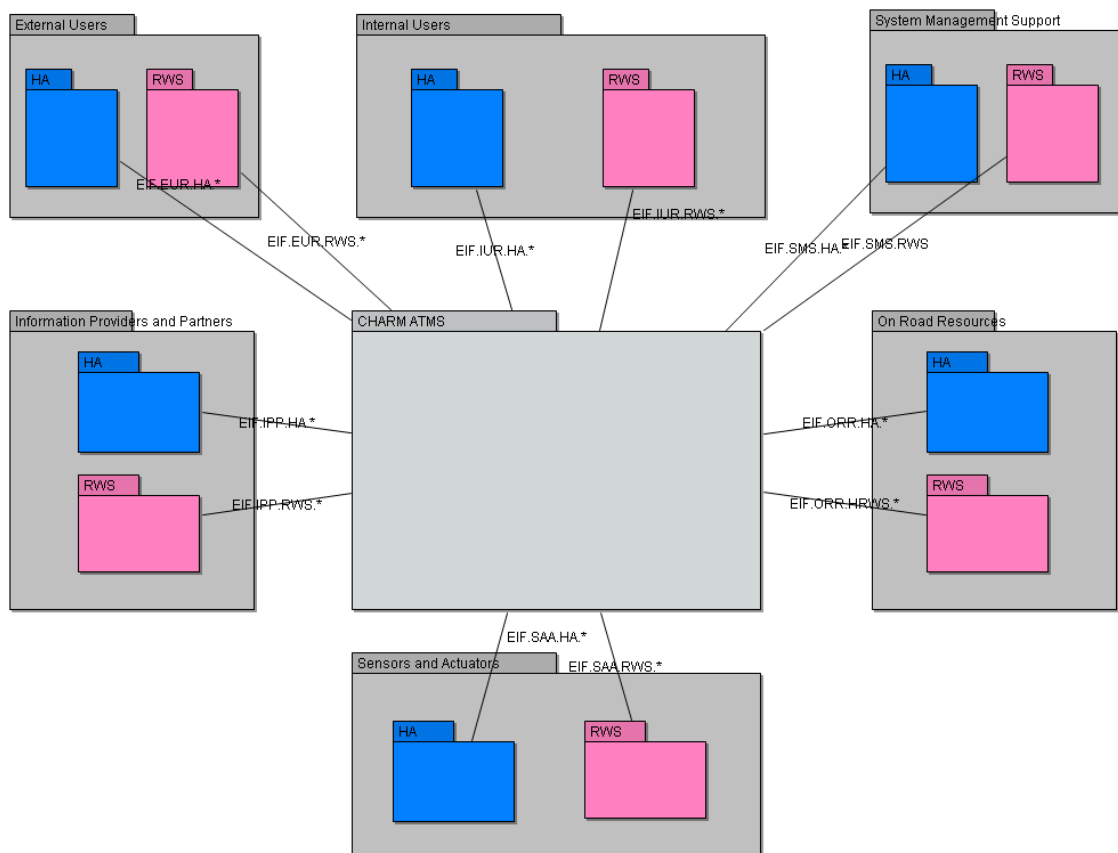 External Users
Internal Users
System Management Support
HA
RWS
HA
RWS
HA
RWS
EIF.EUR.HA.*
EIF.EUR.RWS.*
EIF.IUR.HA.*
EIF.IUR.RWS.*
EIF.SMS.HA.*
EIF.SMS.RWS
Information Providers and Partners
CHARM ATMS
On Road Resources
HA
HA
EIF.IPP.HA.*
EIF.ORR.HA.*
RWS
RWS
EIF.IPP.RWS.*
EIF.ORR.HRWS.*
EIF.SAA.HA.*
Sensors and Actuators
EIF.SAA.RWS.*
HA
RWS